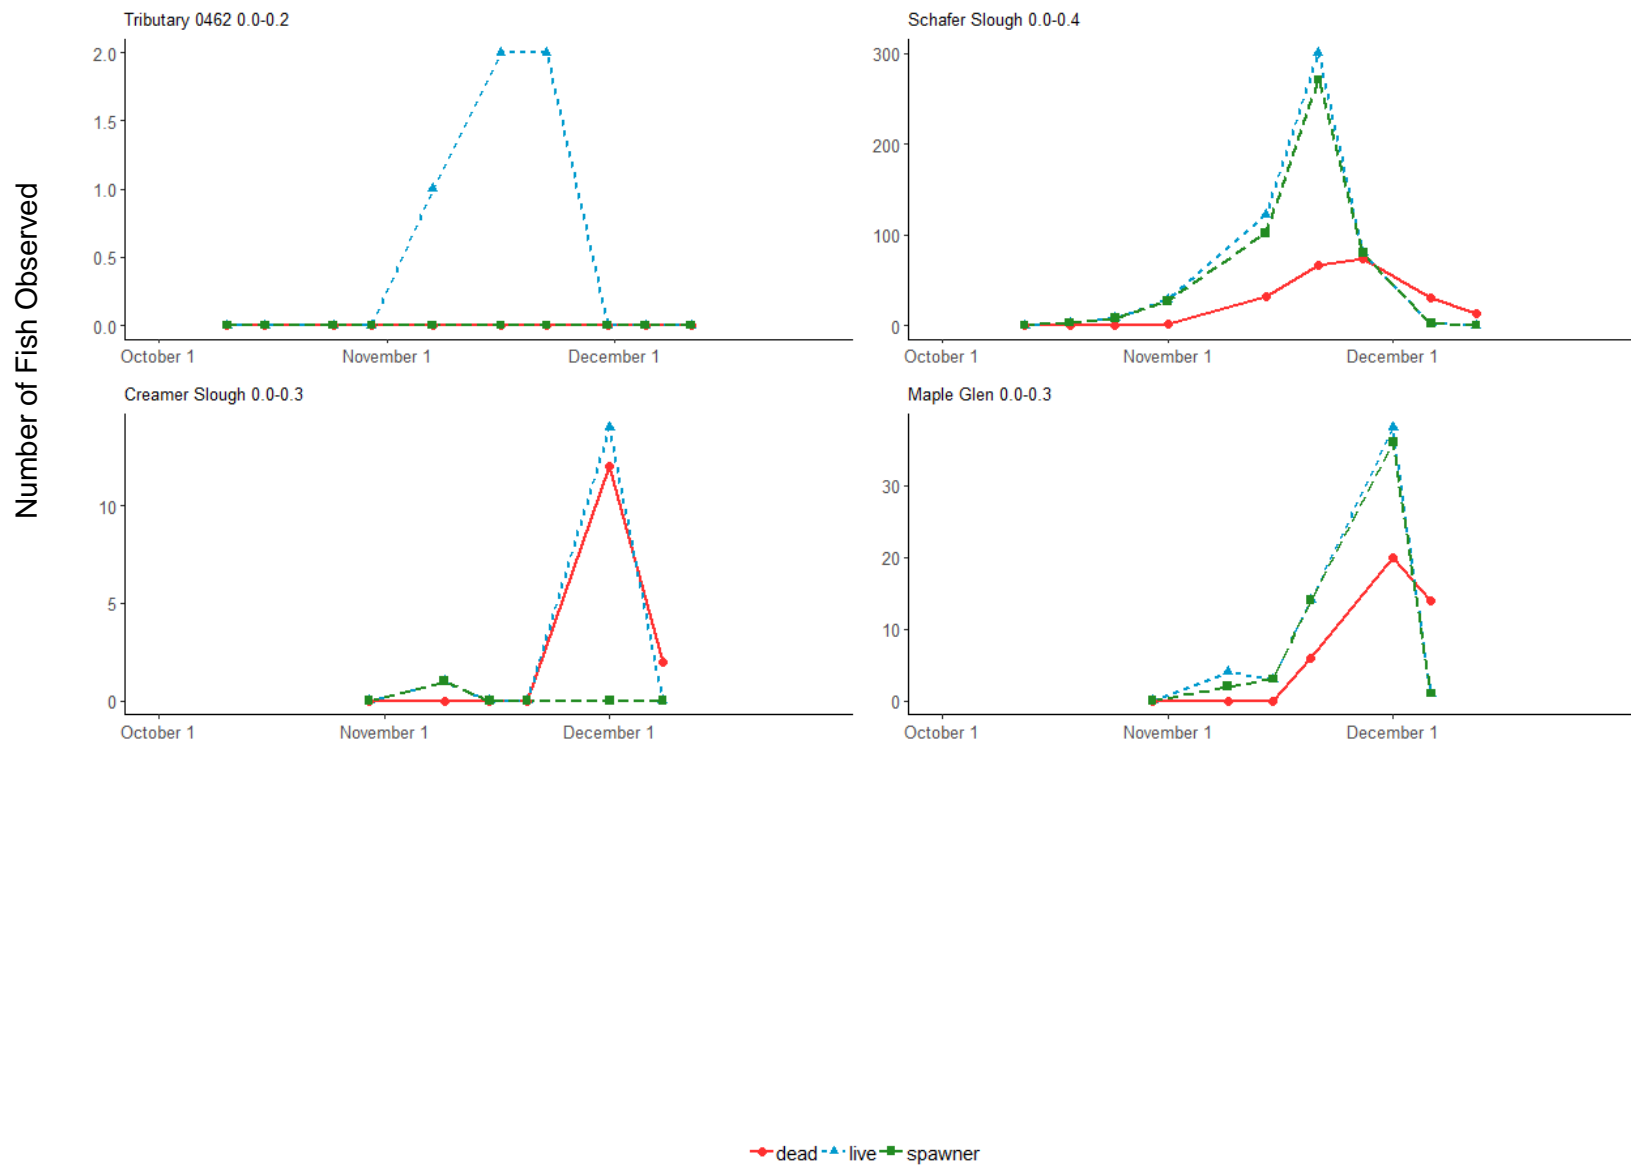 Tributary 0462 0.0-0.2
2.0
1.5
1.0
0.5
0.0
October 1 November 1 December 1
Schafer Slough 0.0-0.4
300
200
100
0
October 1 November 1 December 1
Number of Fish Observed
Creamer Slough 0.0-0.3
10
5
0
October 1 November 1 December 1
Maple Glen 0.0-0.3
30
20
10
0
October 1 November 1 December 1
dead live spawner